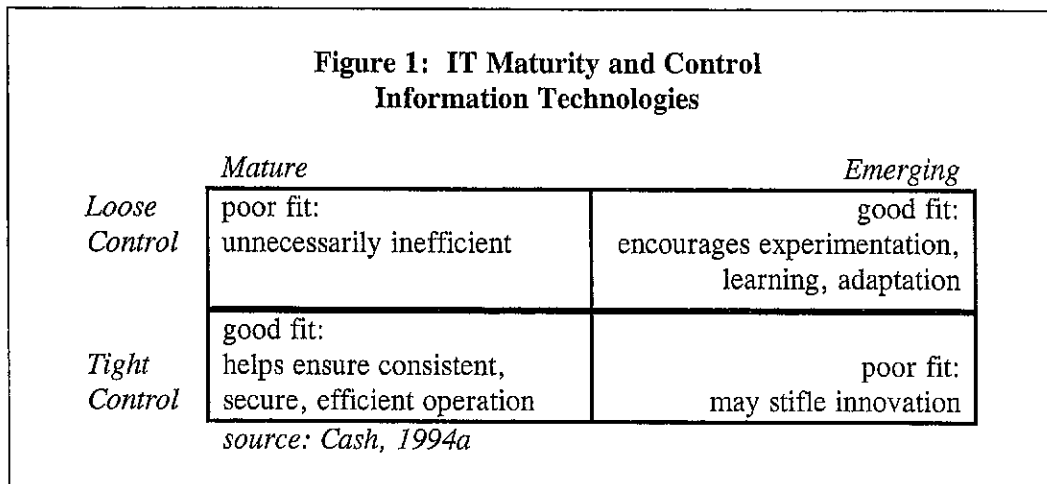 Figure 1: IT Maturity and Control
Information Technologies
Mature Emerging
Loose Control
poor fit:
unnecessarily inefficient
good fit:
encourages experimentation,
learning, adaptation
Tight Control
good fit:
helps ensure consistent,
secure, efficient operation
poor fit:
may stifle innovation
source: Cash, 1994a